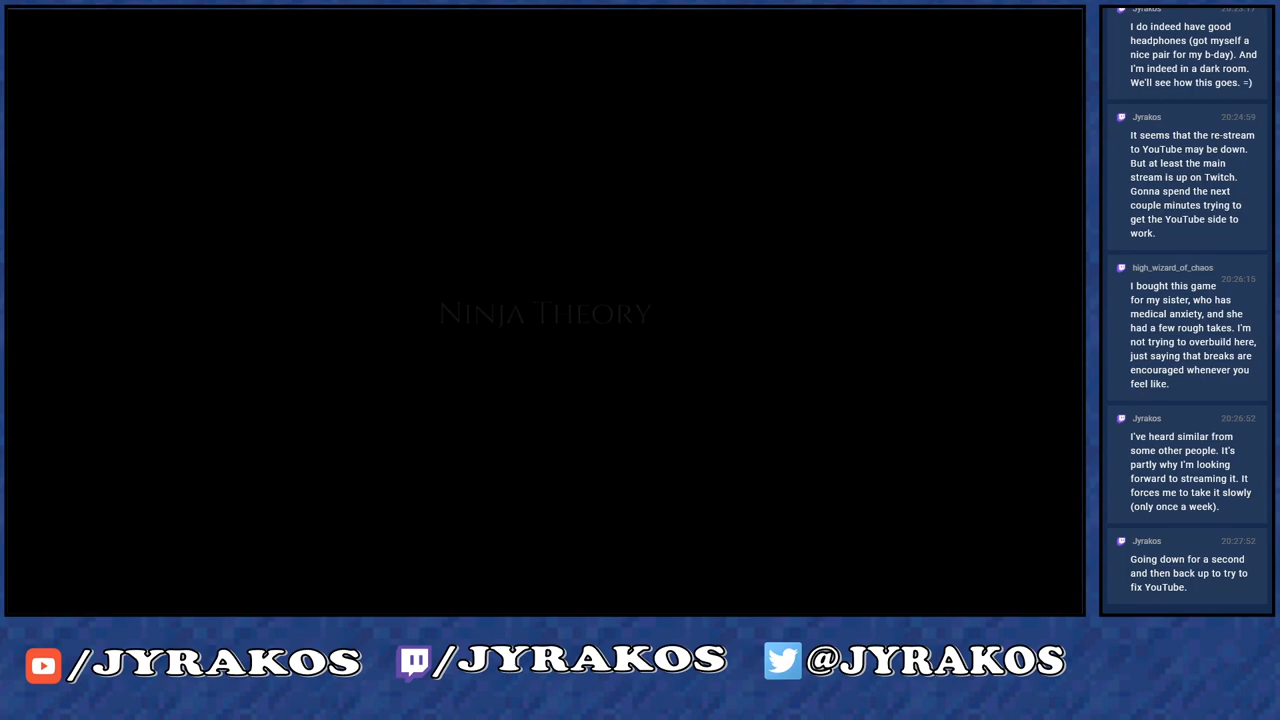 Ninja Theory
Jyrakos 20:23:17
I do indeed have good
headphones (got myself a
nice pair for my b-day). And
I'm indeed in a dark room.
We'll see how this goes. =)
Jyrakos 20:24:59
It seems that the re-stream
to YouTube may be down.
But at least the main
stream is up on Twitch.
Gonna spend the next
couple minutes trying to
get the YouTube side to
work.
high_wizard_of_chaos
20:26:15
I bought this game
for my sister, who has
medical anxiety, and she
had a few rough takes. I'm
not trying to overbuild here,
just saying that breaks are
encouraged whenever you
feel like.
Jyrakos 20:26:52
I've heard similar from
some other people. It's
partly why I'm looking
forward to streaming it. It
forces me to take it slowly
(only once a week).
Jyrakos 20:27:52
Going down for a second
and then back up to try to
fix YouTube.
/JYRAKOS /JYRAKOS @JYRAKOS